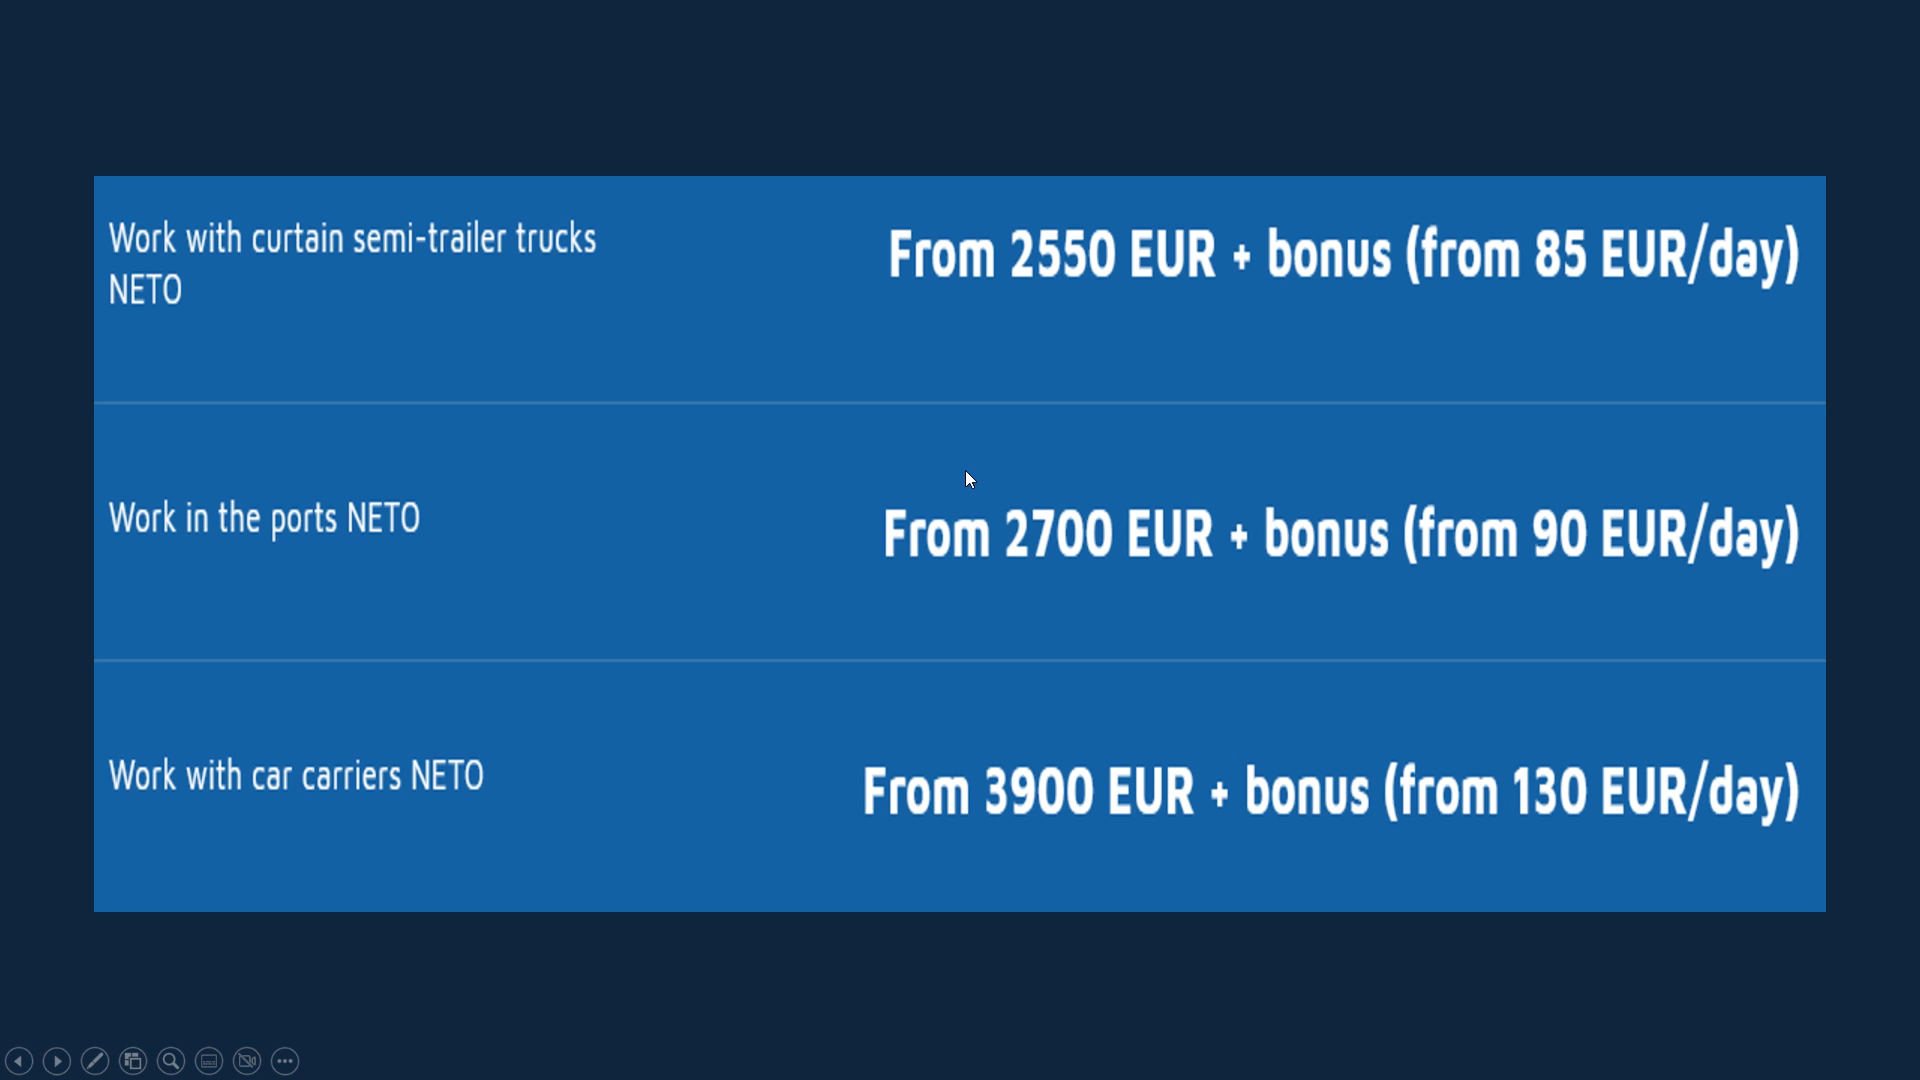 Work with curtain semi-trailer trucks
NETO
From 2550 EUR + bonus (from 85 EUR/day)
Work in the ports NETO
From 2700 EUR + bonus (from 90 EUR/day)
Work with car carriers NETO
From 3900 EUR + bonus (from 130 EUR/day)